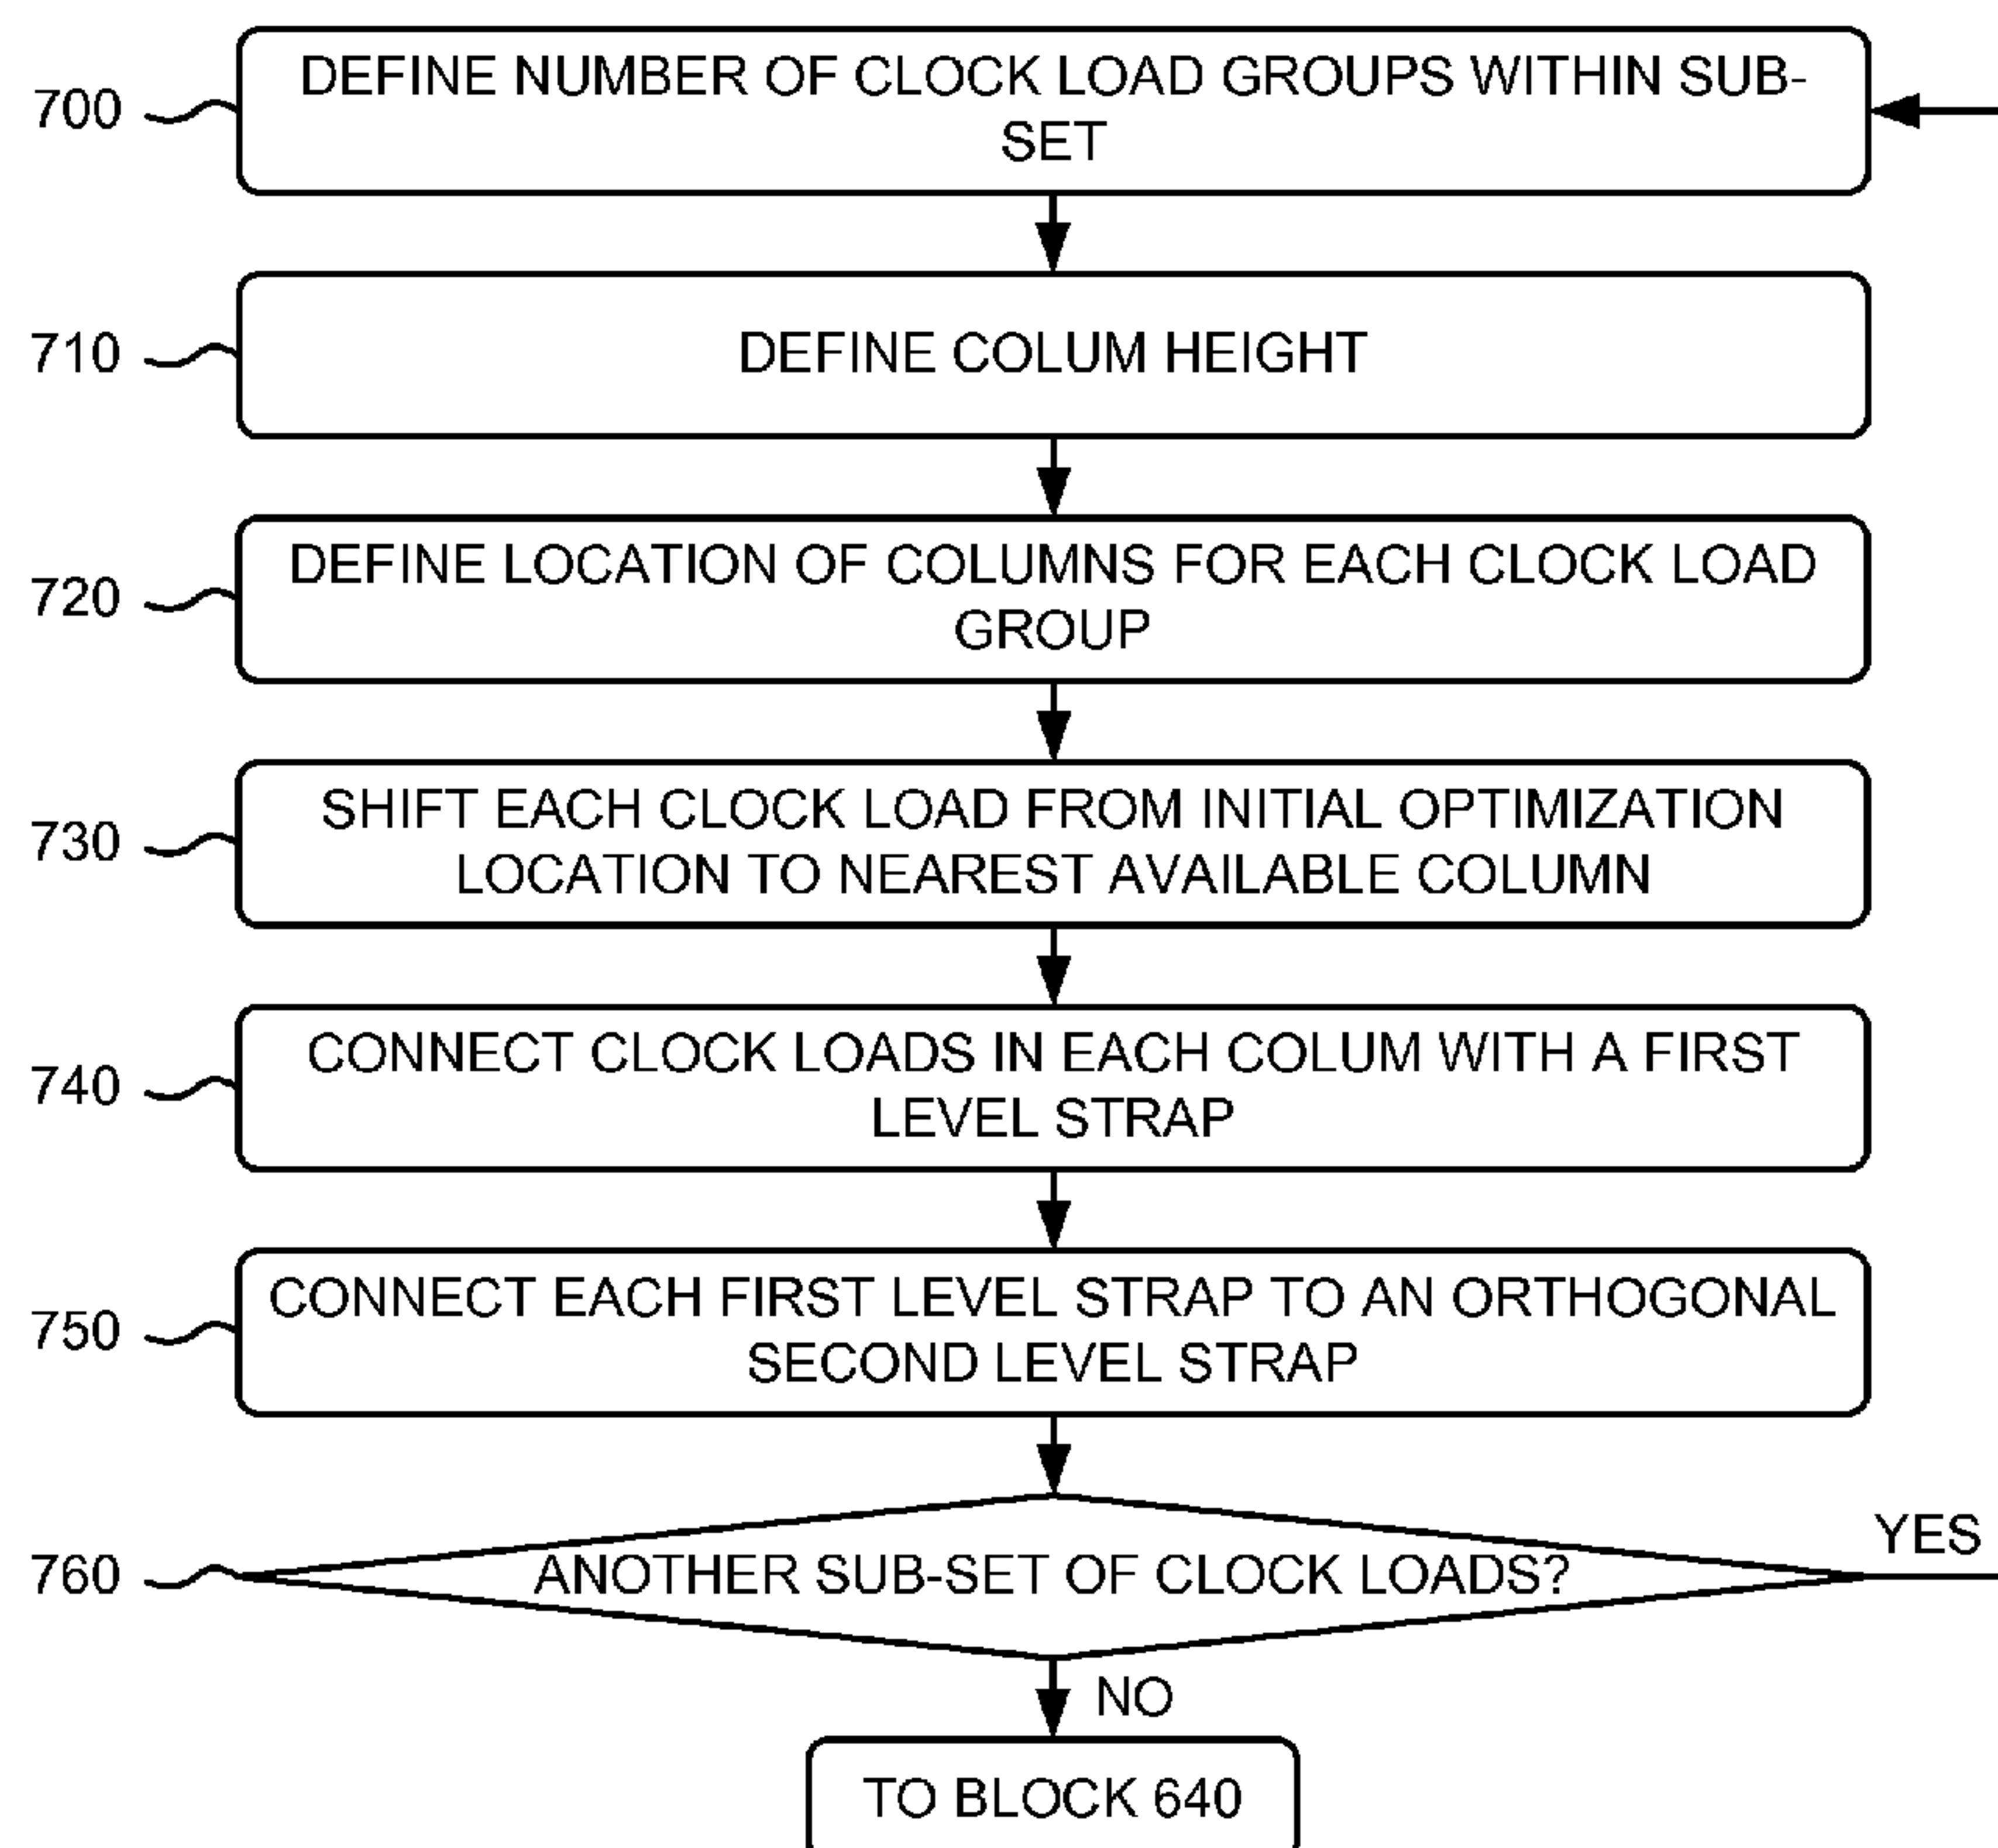 700
DEFINE NUMBER OF CLOCK LOAD GROUPS WITHIN SUB-
SET
710
DEFINE COLUM HEIGHT
720
DEFINE LOCATION OF COLUMNS FOR EACH CLOCK LOAD
GROUP
730
SHIFT EACH CLOCK LOAD FROM INITIAL OPTIMIZATION
LOCATION TO NEAREST AVAILABLE COLUMN
740
CONNECT CLOCK LOADS IN EACH COLUM WITH A FIRST
LEVEL STRAP
750
CONNECT EACH FIRST LEVEL STRAP TO AN ORTHOGONAL
SECOND LEVEL STRAP
760
ANOTHER SUB-SET OF CLOCK LOADS?
YES
NO
TO BLOCK 640